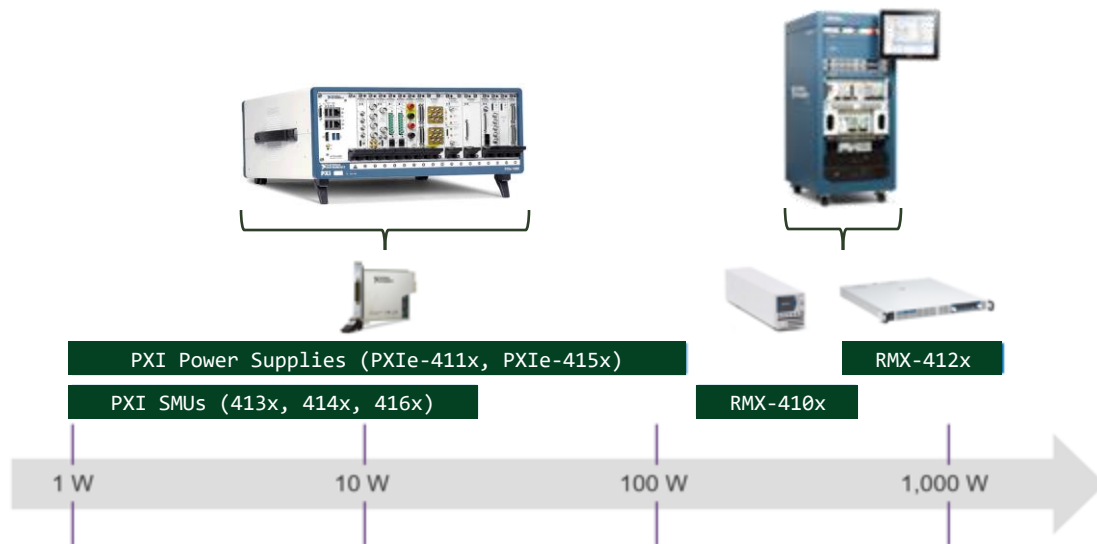 PXI
PXI Power Supplies (PXIe-411x, PXIe-415x)
RMX-412x
PXI SMUs (413x, 414x, 416x)
RMX-410x
1 W
10 W
100 W
1,000 W